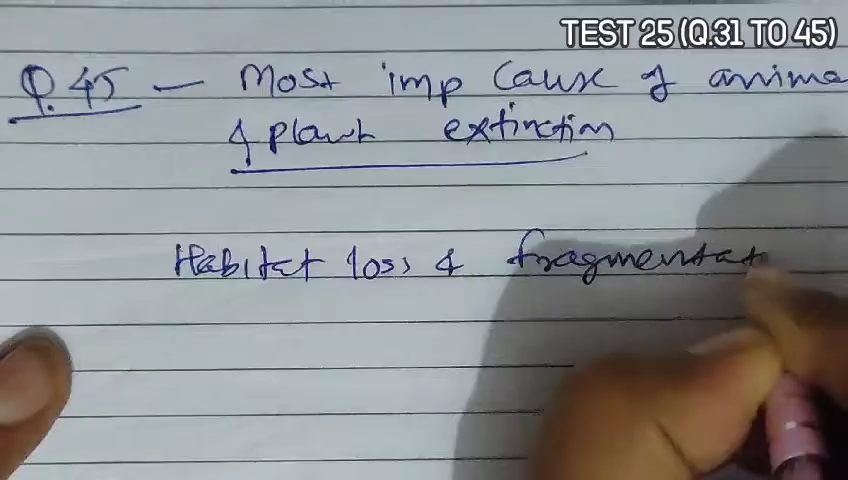 TEST 25 (Q.31 TO 45)
Q.45 — Most imp cause of anima
& plant extinction
Habitat loss & fragmentat